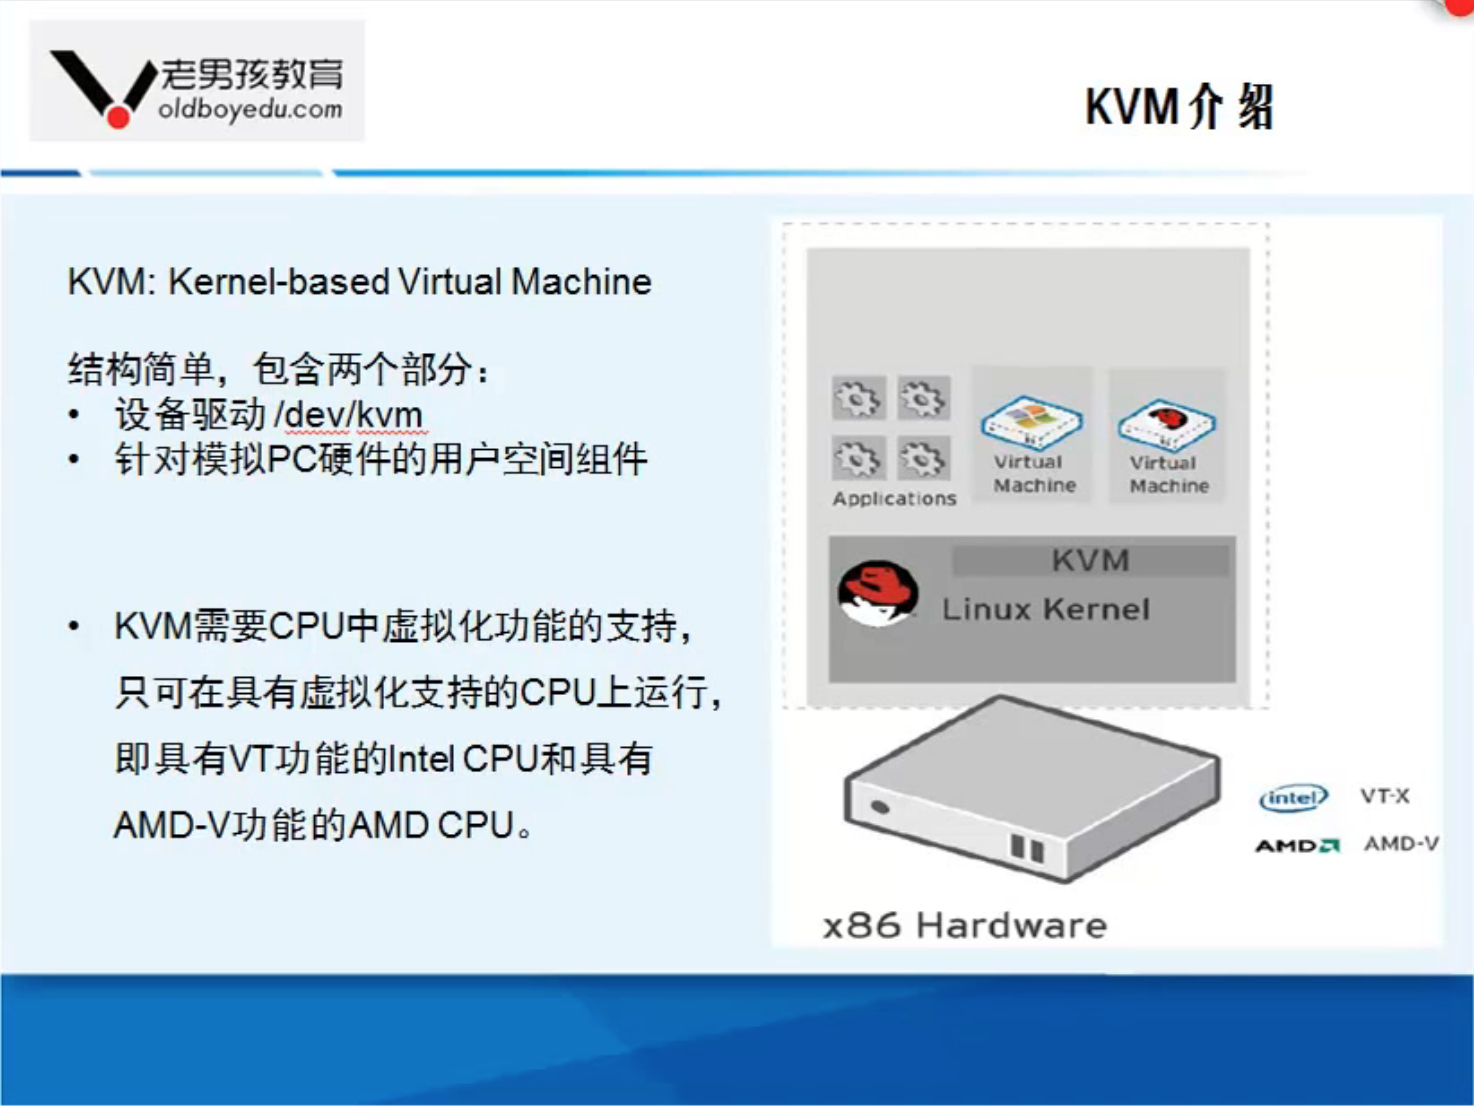 老男孩教育
oldboyedu.com
KVM介绍
KVM: Kernel-based Virtual Machine
结构简单，包含两个部分：
• 设备驱动 /dev/kvm
• 针对模拟PC硬件的用户空间组件
• KVM需要CPU中虚拟化功能的支持，
只可在具有虚拟化支持的CPU上运行，
即具有VT功能的Intel CPU和具有
AMD-V功能的AMD CPU。
Applications
Virtual
Machine
Virtual
Machine
KVM
Linux Kernel
intel VT-X
AMD AMD-V
x86 Hardware